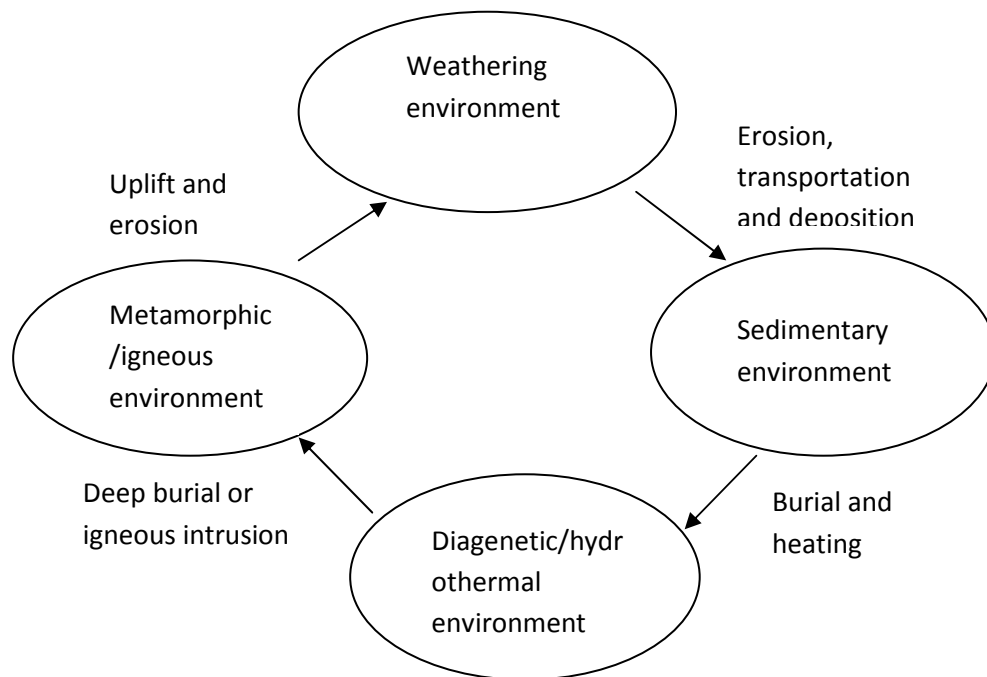 Weathering
environment
Erosion,
transportation
and deposition
Sedimentary
environment
Burial and
heating
Diagenetic/hydr
othermal
environment
Deep burial or
igneous intrusion
Metamorphic
/igneous
environment
Uplift and
erosion